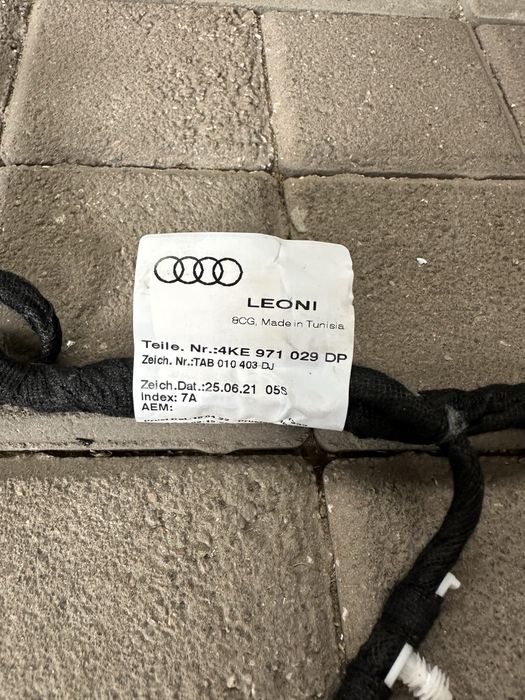 LEONI
8CG, Made in Tunisia
Teile. Nr.:4KE 971 029 DP
Zeich. Nr.:TAB 010 403 DJ
Zeich.Dat.:25.06.21 05S
Index: 7A
AEM: